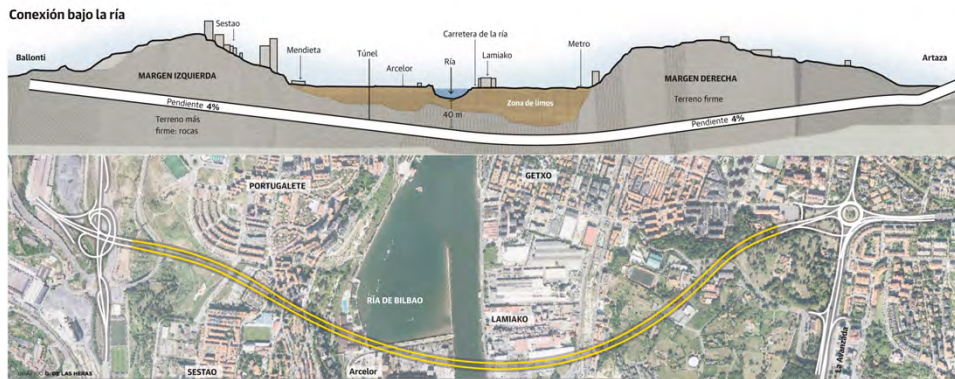 Conexión bajo la ría
Sestao
Mendieta
Túnel
Arcelor
Ría
Carretera de la ría
Lamiako
Metro
Ballonti
Artaza
MARGEN IZQUIERDA
MARGEN DERECHA
Terreno firme
Zona de limos
40 m
Pendiente 4%
Pendiente 4%
Terreno más
firme: rocas
PORTUGALETE
GETXO
RÍA DE BILBAO
LAMIAKO
SESTAO
Arcelor
La Avanzada
GRÁFICO G. DE LAS HERAS